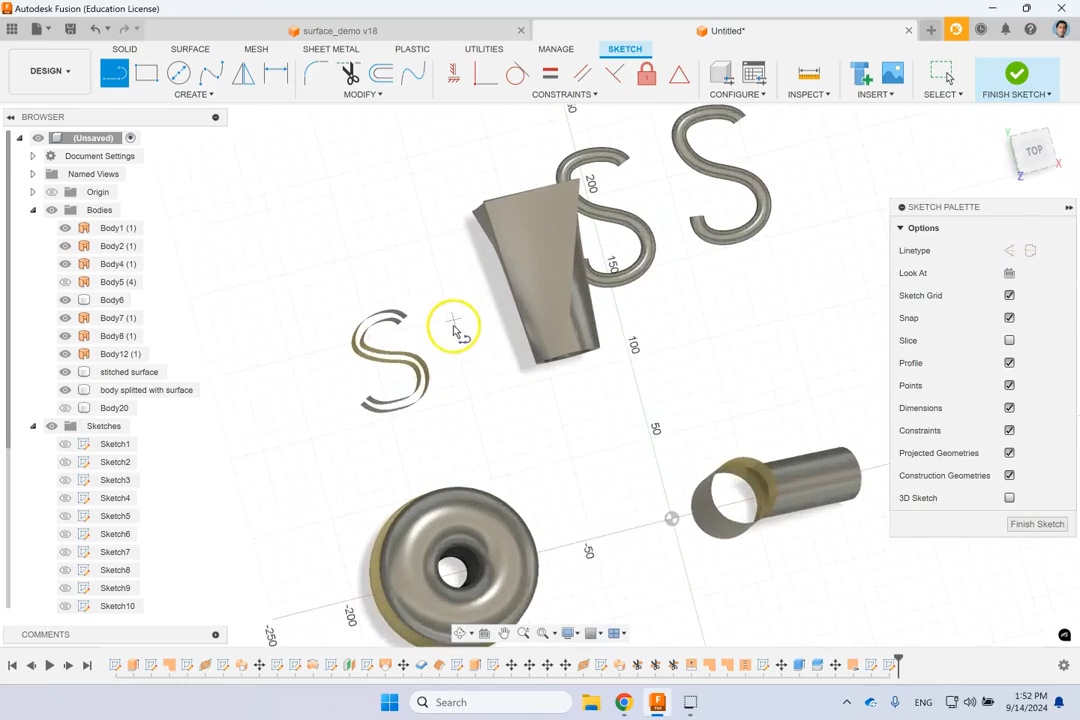 Autodesk Fusion (Education License)
surface_demo v18
Untitled*
DESIGN
SOLID
SURFACE
MESH
SHEET METAL
PLASTIC
UTILITIES
MANAGE
SKETCH
CREATE
MODIFY
CONSTRAINTS
CONFIGURE
INSPECT
INSERT
SELECT
FINISH SKETCH
BROWSER
(Unsaved)
Document Settings
Named Views
Origin
Bodies
Body1 (1)
Body2 (1)
Body4 (1)
Body5 (4)
Body6
Body7 (1)
Body8 (1)
Body12 (1)
stitched surface
body splitted with surface
Body20
Sketches
Sketch1
Sketch2
Sketch3
Sketch4
Sketch5
Sketch6
Sketch7
Sketch8
Sketch9
Sketch10
COMMENTS
200
150
100
50
-50
-200
-250
Y
TOP
X
Z
SKETCH PALETTE
Options
Linetype
Look At
Sketch Grid
Snap
Slice
Profile
Points
Dimensions
Constraints
Projected Geometries
Construction Geometries
3D Sketch
Finish Sketch
Search
ENG
1:52 PM
9/14/2024